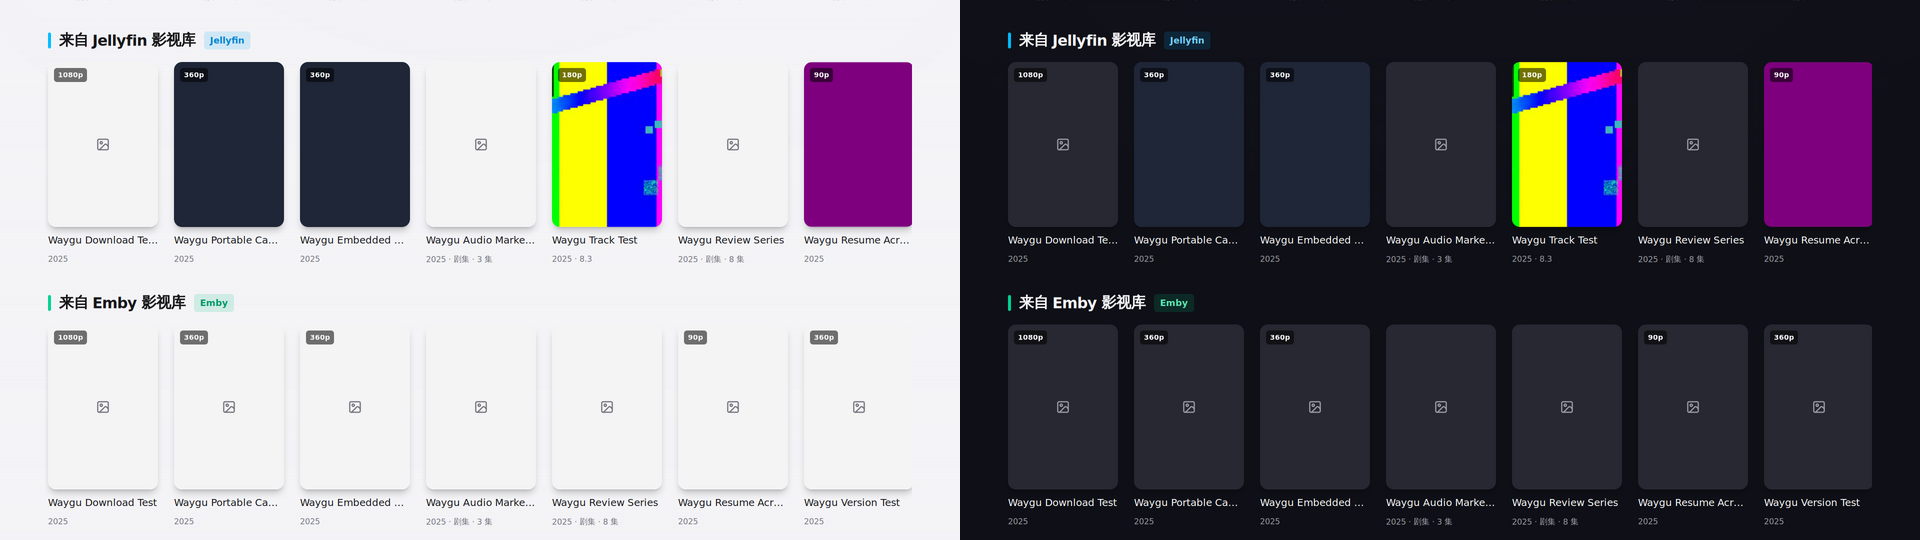 来自 Jellyfin 影视库 Jellyfin
1080p 360p 360p 180p 90p
Waygu Download Te... Waygu Portable Ca... Waygu Embedded ... Waygu Audio Marke... Waygu Track Test Waygu Review Series Waygu Resume Acr...
2025 2025 2025 2025 · 剧集 · 3 集 2025 · 8.3 2025 · 剧集 · 8 集 2025
来自 Emby 影视库 Emby
1080p 360p 360p 90p 360p
Waygu Download Test Waygu Portable Ca... Waygu Embedded ... Waygu Audio Marke... Waygu Review Series Waygu Resume Acr... Waygu Version Test
2025 2025 2025 2025 · 剧集 · 3 集 2025 · 剧集 · 8 集 2025 2025
来自 Jellyfin 影视库 Jellyfin
1080p 360p 360p 180p 90p
Waygu Download Te... Waygu Portable Ca... Waygu Embedded ... Waygu Audio Marke... Waygu Track Test Waygu Review Series Waygu Resume Acr...
2025 2025 2025 2025 · 剧集 · 3 集 2025 · 8.3 2025 · 剧集 · 8 集 2025
来自 Emby 影视库 Emby
1080p 360p 360p 90p 360p
Waygu Download Test Waygu Portable Ca... Waygu Embedded ... Waygu Audio Marke... Waygu Review Series Waygu Resume Acr... Waygu Version Test
2025 2025 2025 2025 · 剧集 · 3 集 2025 · 剧集 · 8 集 2025 2025